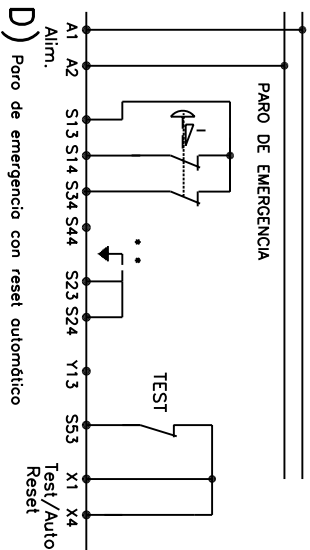 PARO DE EMERGENCIA
TEST
**
A1 A2 S13 S14 S34 S44 S23 S24 Y13 S53 X1 X4
Alim.
Test/Auto
Reset
D) Paro de emergencia con reset automático